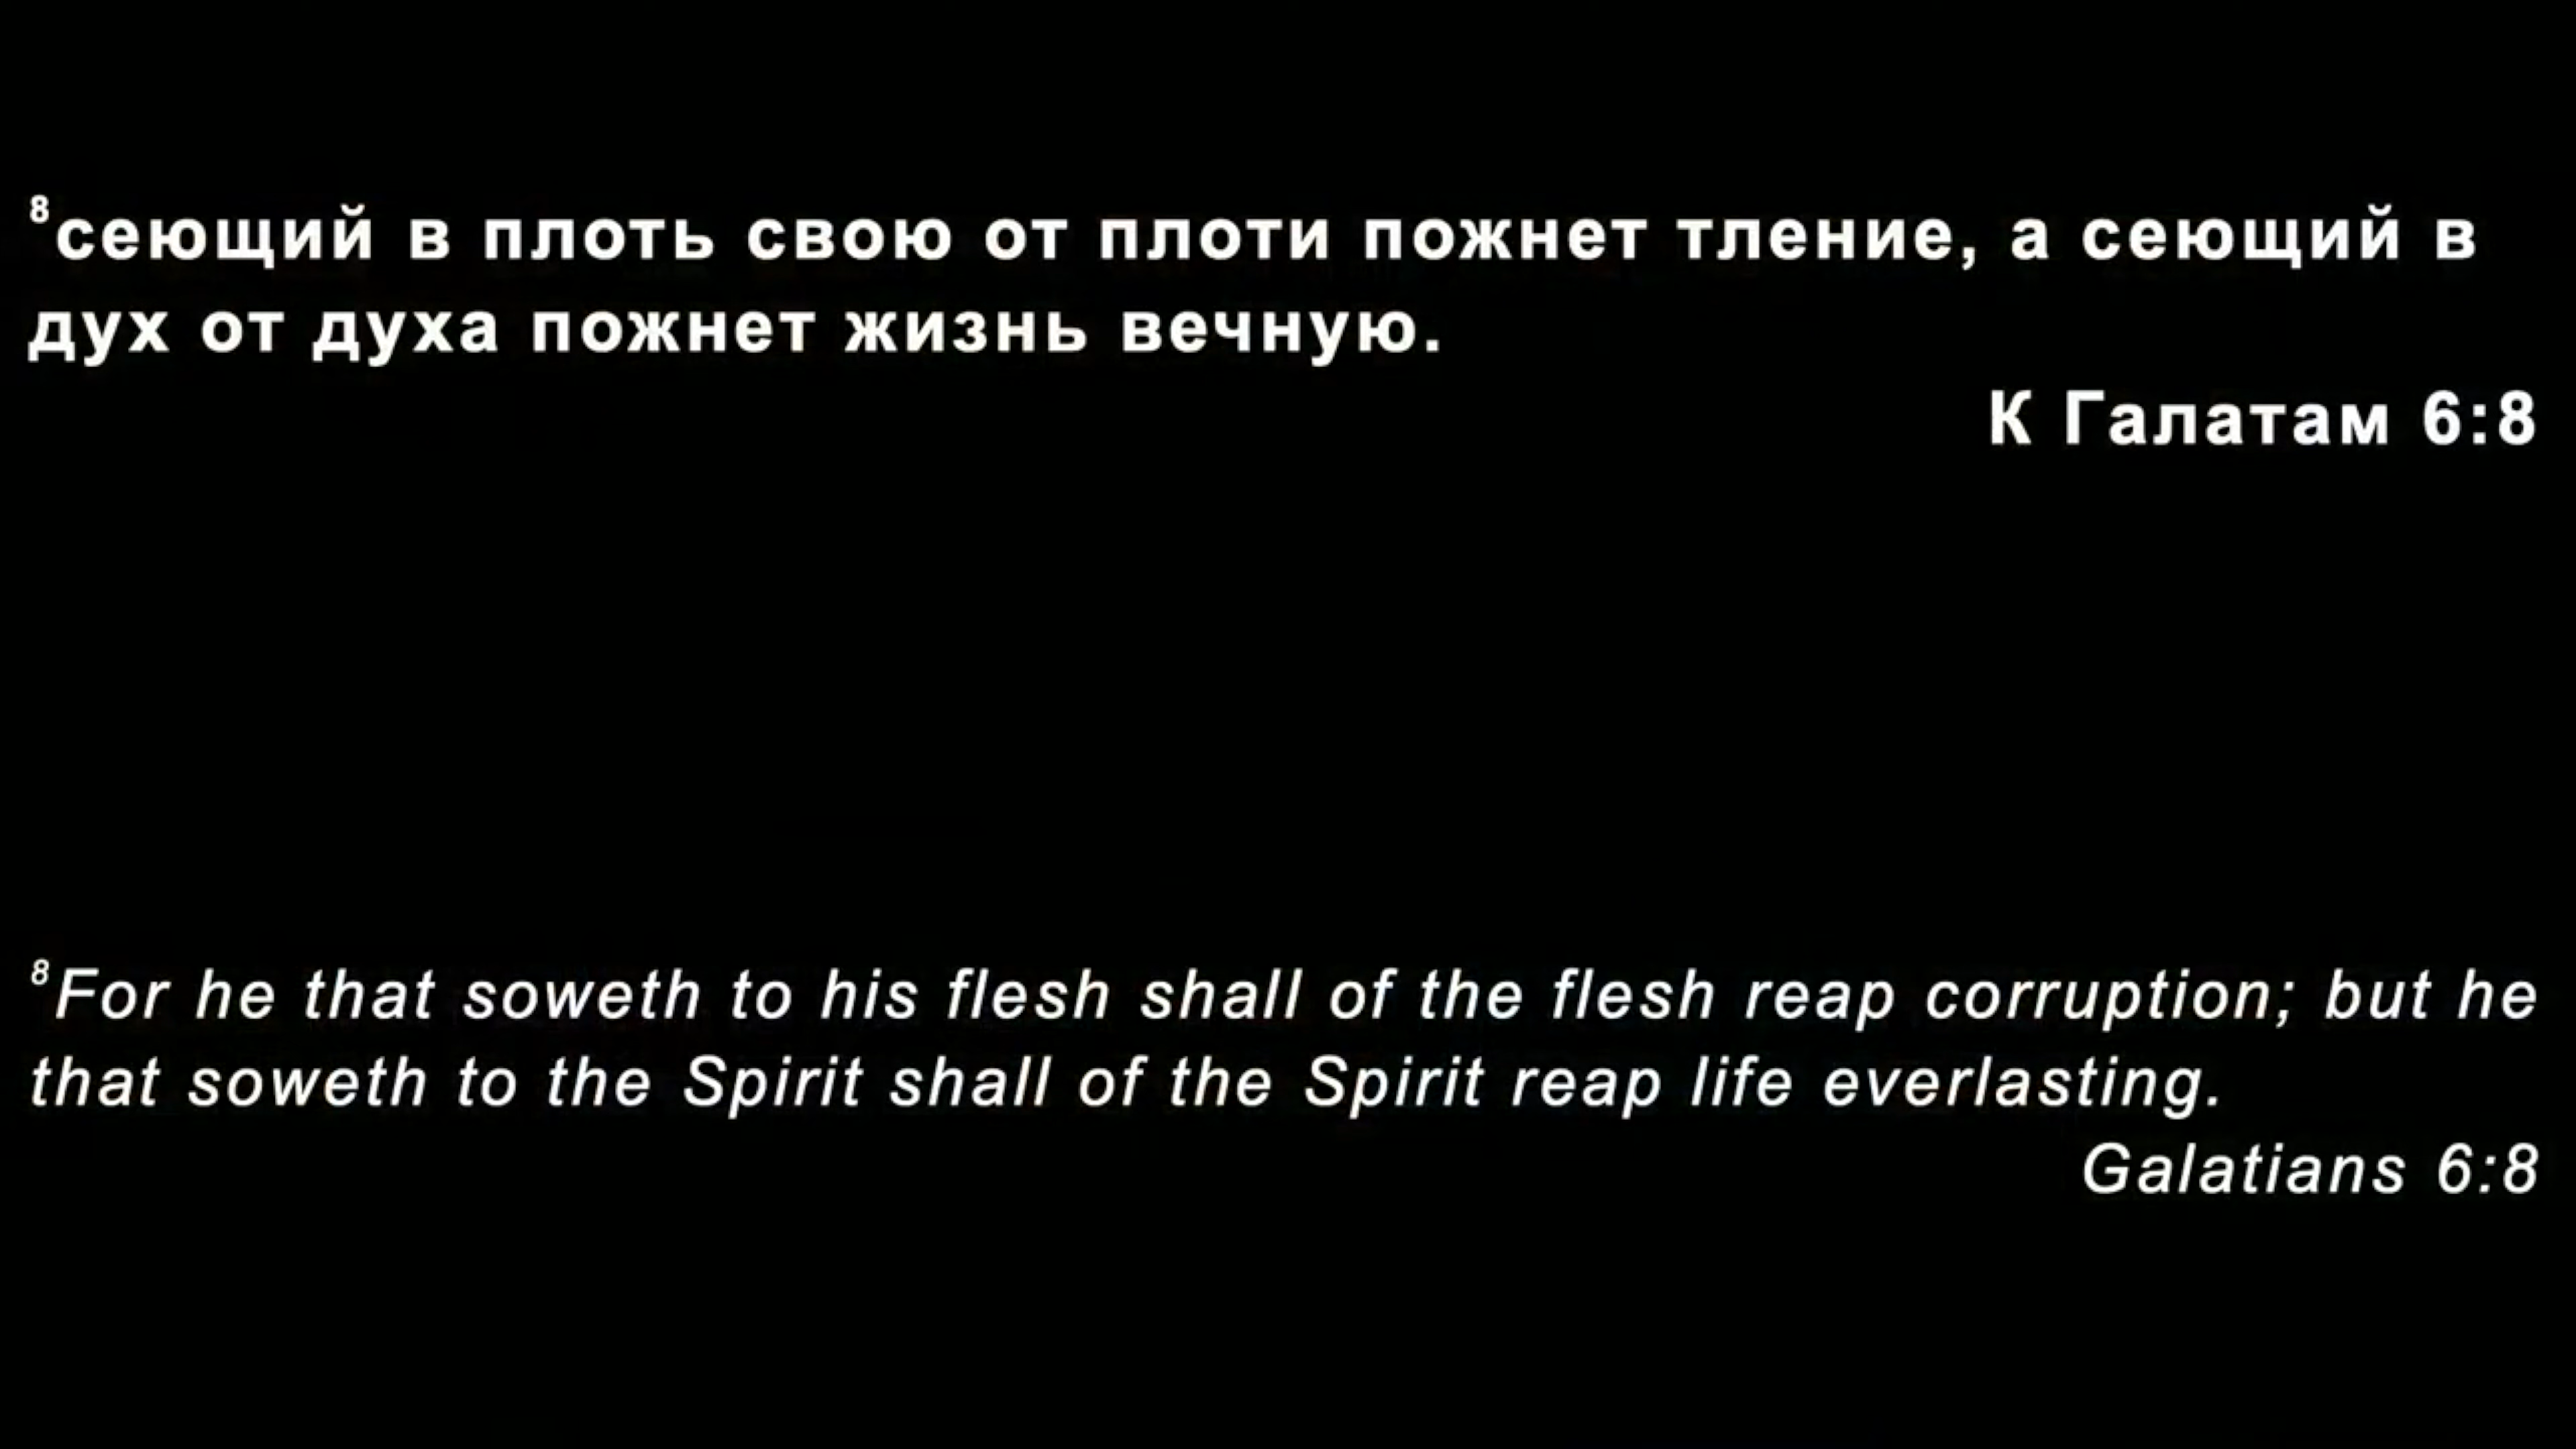 ⁸сеющий в плоть свою от плоти пожнет тление, а сеющий в
дух от духа пожнет жизнь вечную.
К Галатам 6:8
⁸For he that soweth to his flesh shall of the flesh reap corruption; but he
that soweth to the Spirit shall of the Spirit reap life everlasting.
Galatians 6:8